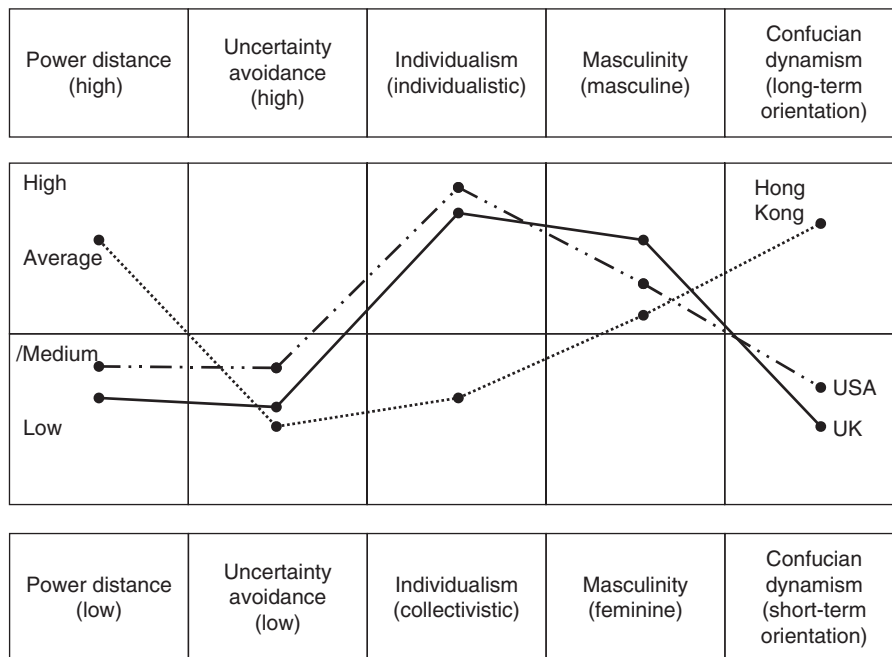 Power distance
(high)
Uncertainty
avoidance
(high)
Individualism
(individualistic)
Masculinity
(masculine)
Confucian
dynamism
(long-term
orientation)
High
Average
/Medium
Low
Hong
Kong
USA
UK
Power distance
(low)
Uncertainty
avoidance
(low)
Individualism
(collectivistic)
Masculinity
(feminine)
Confucian
dynamism
(short-term
orientation)